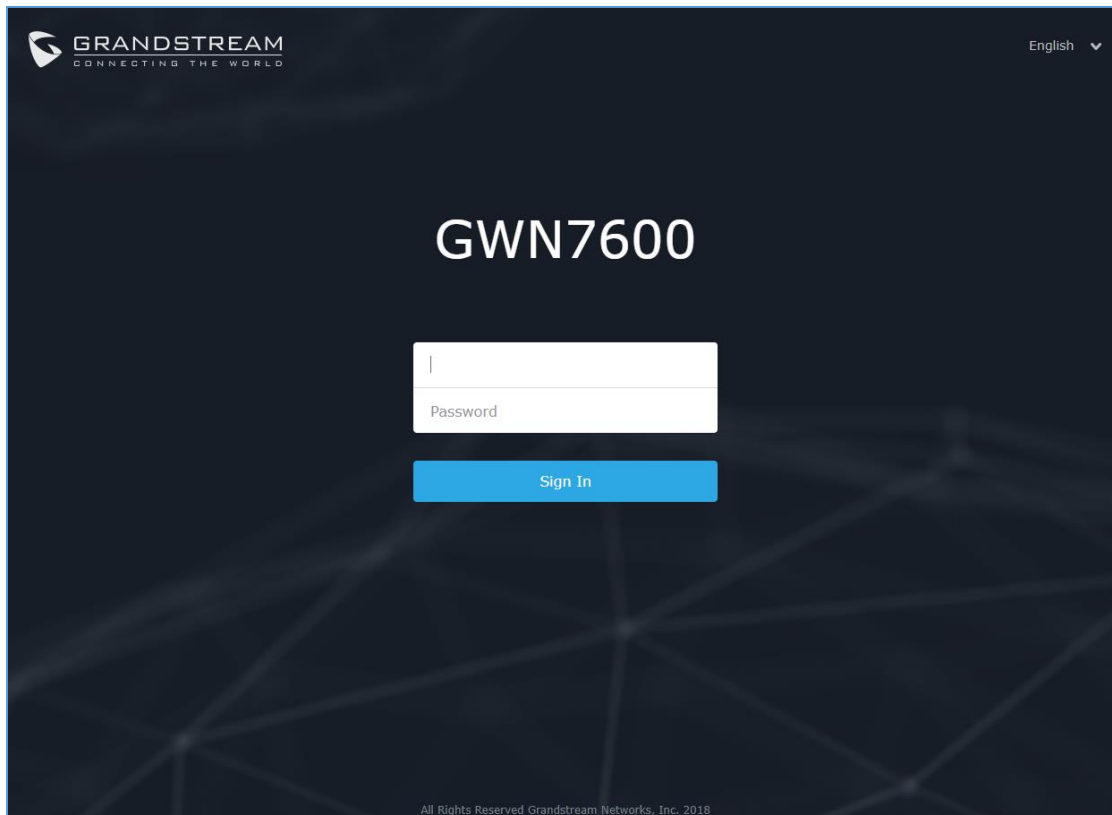 GRANDSTREAM
CONNECTING THE WORLD
English
GWN7600
Password
Sign In
All Rights Reserved Grandstream Networks, Inc. 2018